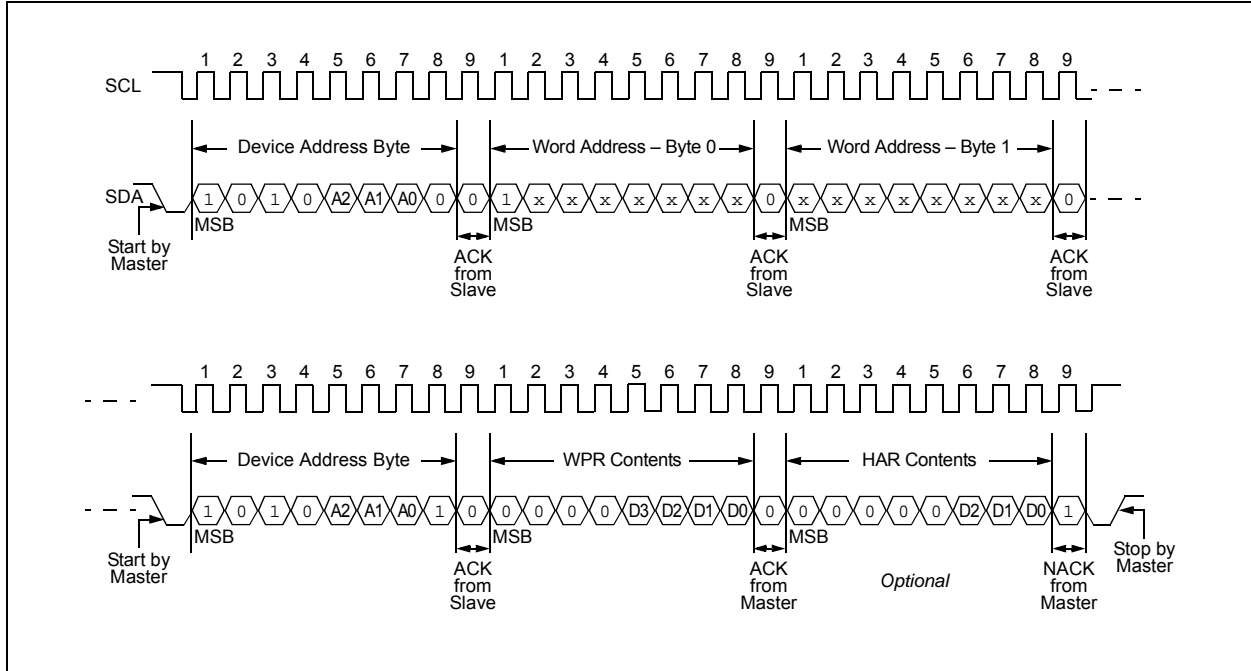 1 2 3 4 5 6 7 8 9 1 2 3 4 5 6 7 8 9 1 2 3 4 5 6 7 8 9
SCL
Device Address Byte Word Address – Byte 0 Word Address – Byte 1
SDA 1 0 1 0 A2 A1 A0 0 0 1 x x x x x x x 0 x x x x x x x x 0
MSB MSB MSB
Start by Master
ACK from Slave
ACK from Slave
ACK from Slave
1 2 3 4 5 6 7 8 9 1 2 3 4 5 6 7 8 9 1 2 3 4 5 6 7 8 9
Device Address Byte WPR Contents HAR Contents
1 0 1 0 A2 A1 A0 1 0 0 0 0 0 D3 D2 D1 D0 0 0 0 0 0 0 D2 D1 D0 1
MSB MSB MSB
Start by Master
ACK from Slave
ACK from Master
Optional
NACK from Master
Stop by Master